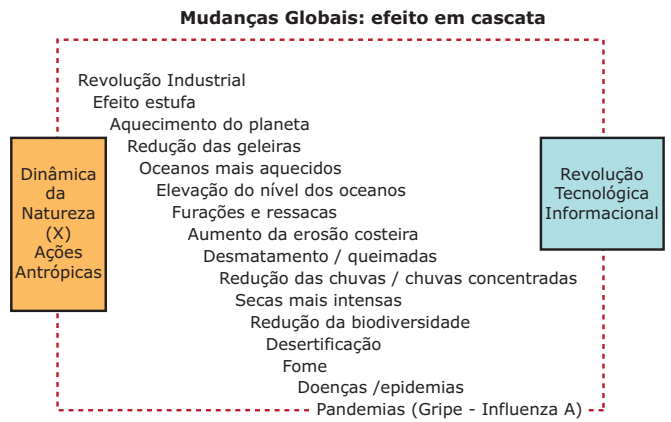 Mudanças Globais: efeito em cascata
Revolução Industrial
Efeito estufa
Aquecimento do planeta
Redução das geleiras
Oceanos mais aquecidos
Elevação do nível dos oceanos
Furações e ressacas
Aumento da erosão costeira
Desmatamento / queimadas
Redução das chuvas / chuvas concentradas
Secas mais intensas
Redução da biodiversidade
Desertificação
Fome
Doenças /epidemias
Pandemias (Gripe - Influenza A)
Dinâmica
da
Natureza
(X)
Ações
Antrópicas
Revolução
Tecnológica
Informacional